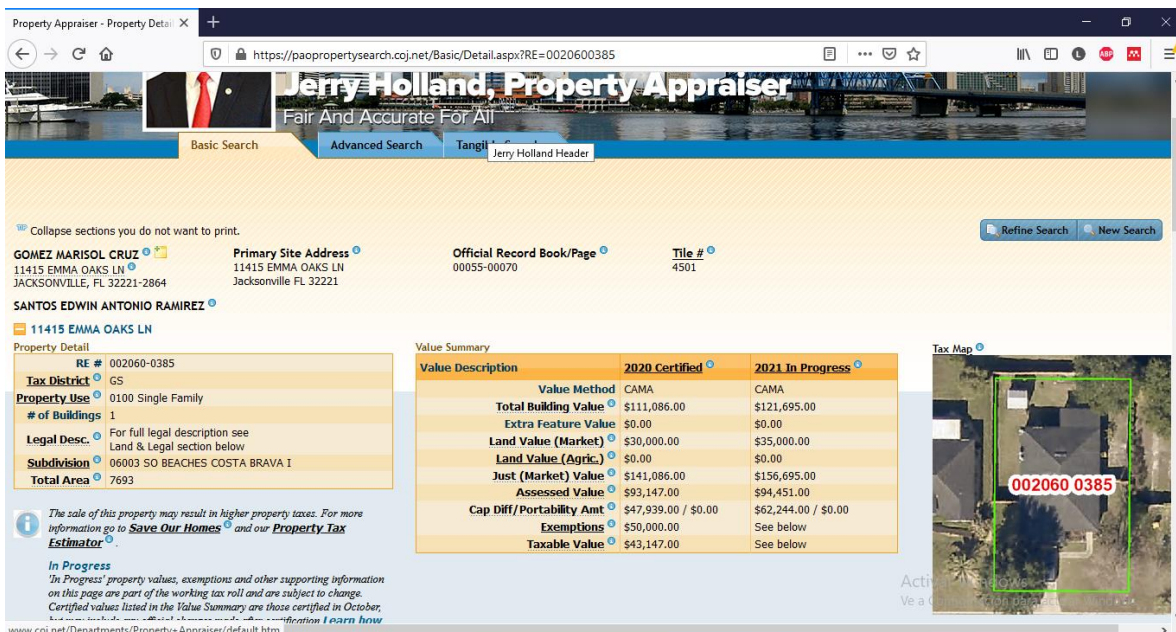 Property Appraiser - Property Detai
https://paopropertysearch.coj.net/Basic/Detail.aspx?RE=0020600385
Jerry Holland, Property Appraiser
Fair And Accurate For All
Basic Search Advanced Search
Jerry Holland Header
Collapse sections you do not want to print.
Refine Search New Search
GOMEZ MARISOL CRUZ
11415 EMMA OAKS LN
JACKSONVILLE, FL 32221-2864
Primary Site Address
11415 EMMA OAKS LN
Jacksonville FL 32221
Official Record Book/Page
00055-00070
Tile #
4501
SANTOS EDWIN ANTONIO RAMIREZ
11415 EMMA OAKS LN
Property Detail
RE # 002060-0385
Tax District GS
Property Use 0100 Single Family
# of Buildings 1
Legal Desc. For full legal description see
Land & Legal section below
Subdivision 06003 SO BEACHES COSTA BRAVA I
Total Area 7693
The sale of this property may result in higher property taxes. For more
information go to Save Our Homes and our Property Tax
Estimator .
In Progress
'In Progress' property values, exemptions and other supporting information
on this page are part of the working tax roll and are subject to change.
Certified values listed in the Value Summary are those certified in October,
but may include any official changes made after certification Learn how
Value Summary
Value Description 2020 Certified 2021 In Progress
Value Method CAMA CAMA
Total Building Value $111,086.00 $121,695.00
Extra Feature Value $0.00 $0.00
Land Value (Market) $30,000.00 $35,000.00
Land Value (Agric.) $0.00 $0.00
Just (Market) Value $141,086.00 $156,695.00
Assessed Value $93,147.00 $94,451.00
Cap Diff/Portability Amt $47,939.00 / $0.00 $62,244.00 / $0.00
Exemptions $50,000.00 See below
Taxable Value $43,147.00 See below
Tax Map
002060 0385
www.coj.net/Departments/Property+Appraiser/default.htm